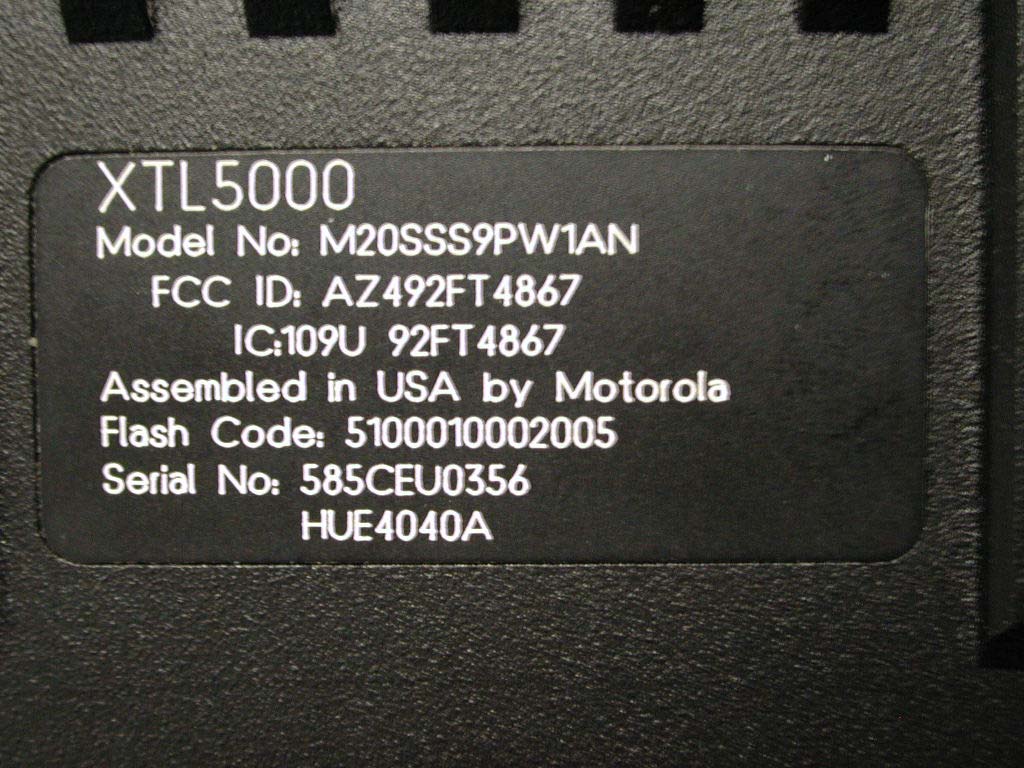 XTL5000
Model No: M20SSS9PW1AN
FCC ID: AZ492FT4867
IC:109U 92FT4867
Assembled in USA by Motorola
Flash Code: 5100010002005
Serial No: 585CEU0356
HUE4040A